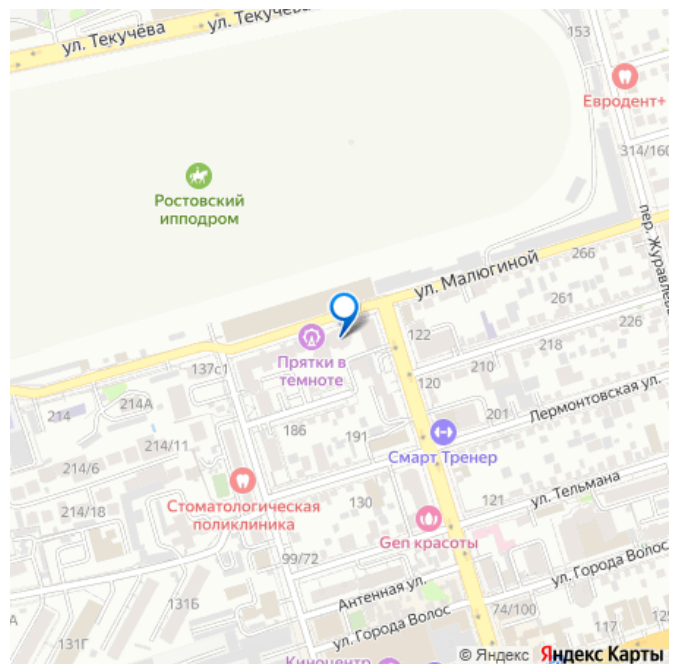 ул. Текучёва
ул. Текучёва
153
Евродент+
314/160
Ростовский
ипподром
пер. Журавлёва
ул. Малюгиной
266
261
226
122
218
210
Прятки в
темноте
137с1
120
214А
214
201
Лермонтовская ул.
186
191
214/11
Смарт Тренер
214/6
ул. Тельмана
Стоматологическая
поликлиника
130
121
214/18
Gen красоты
99/72
ул. Города Волос
Антенная ул.
131Б
74/100
ул. Города Волос
117
131Г
Киноцентр
© Яндекс Яндекс Карты